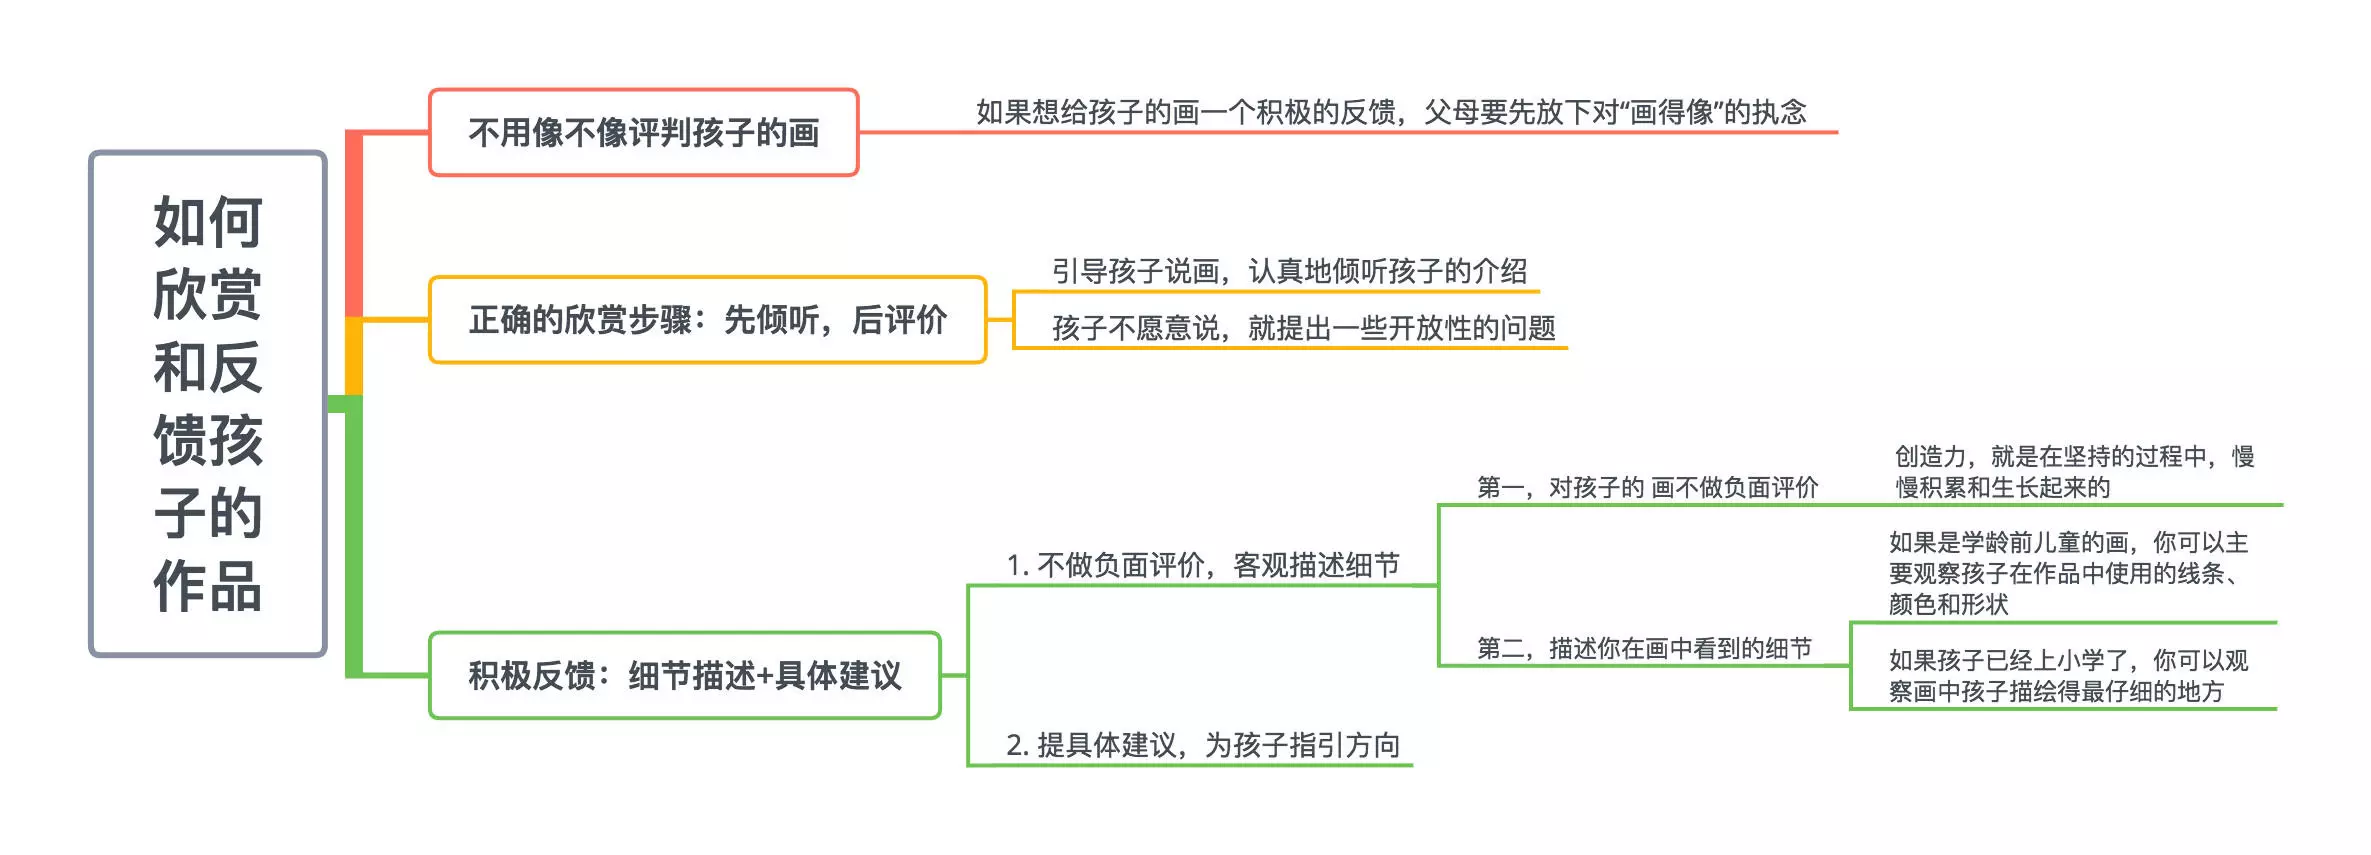 如何
欣赏
和反
馈孩
子的
作品
不用像不像评判孩子的画
如果想给孩子的画一个积极的反馈，父母要先放下对“画得像”的执念
正确的欣赏步骤：先倾听，后评价
引导孩子说画，认真地倾听孩子的介绍
孩子不愿意说，就提出一些开放性的问题
积极反馈：细节描述+具体建议
1. 不做负面评价，客观描述细节
第一，对孩子的 画不做负面评价
创造力，就是在坚持的过程中，慢
慢积累和生长起来的
第二，描述你在画中看到的细节
如果是学龄前儿童的画，你可以主
要观察孩子在作品中使用的线条、
颜色和形状
如果孩子已经上小学了，你可以观
察画中孩子描绘得最仔细的地方
2. 提具体建议，为孩子指引方向